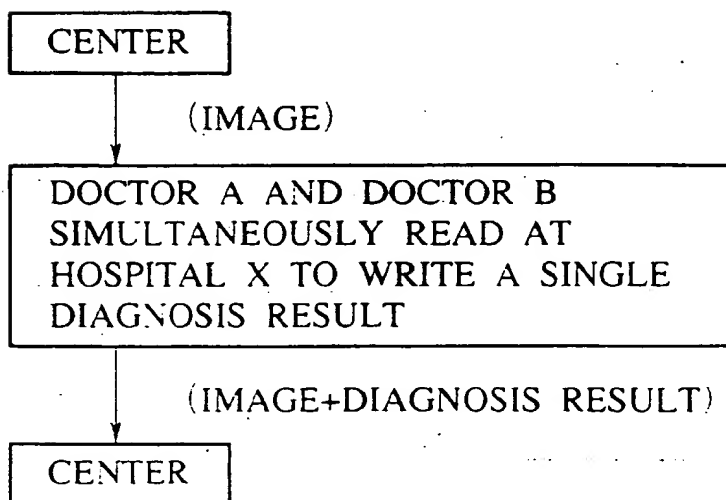 CENTER
(IMAGE)
DOCTOR A AND DOCTOR B
SIMULTANEOUSLY READ AT
HOSPITAL X TO WRITE A SINGLE
DIAGNOSIS RESULT
(IMAGE+DIAGNOSIS RESULT)
CENTER